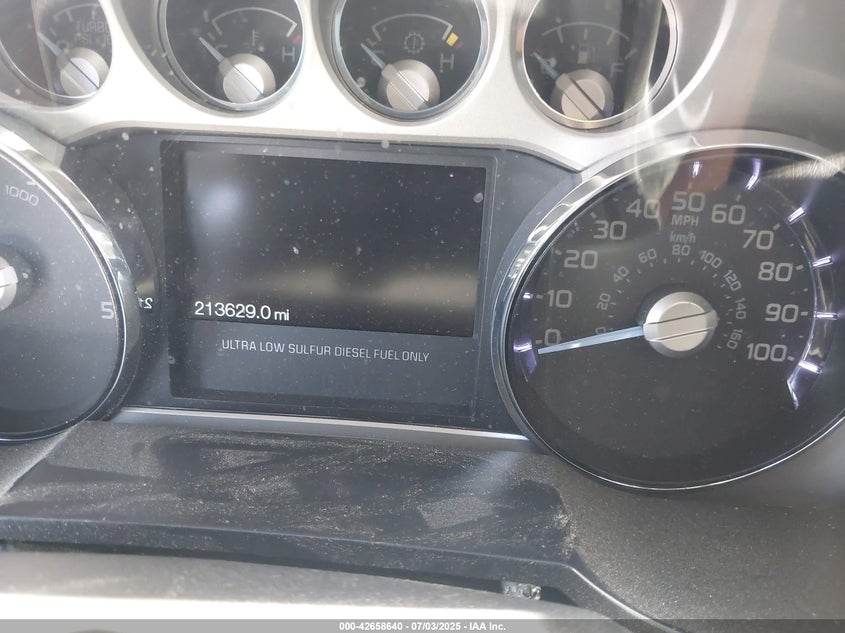 TURBO
H
H
F
1000
5
213629.0 mi
ULTRA LOW SULFUR DIESEL FUEL ONLY
0 10 20 30 40 50 60 70 80 90 100
MPH
km/h
20 40 60 80 100 120 140 160
000-42658640 - 07/03/2025 - IAA Inc.